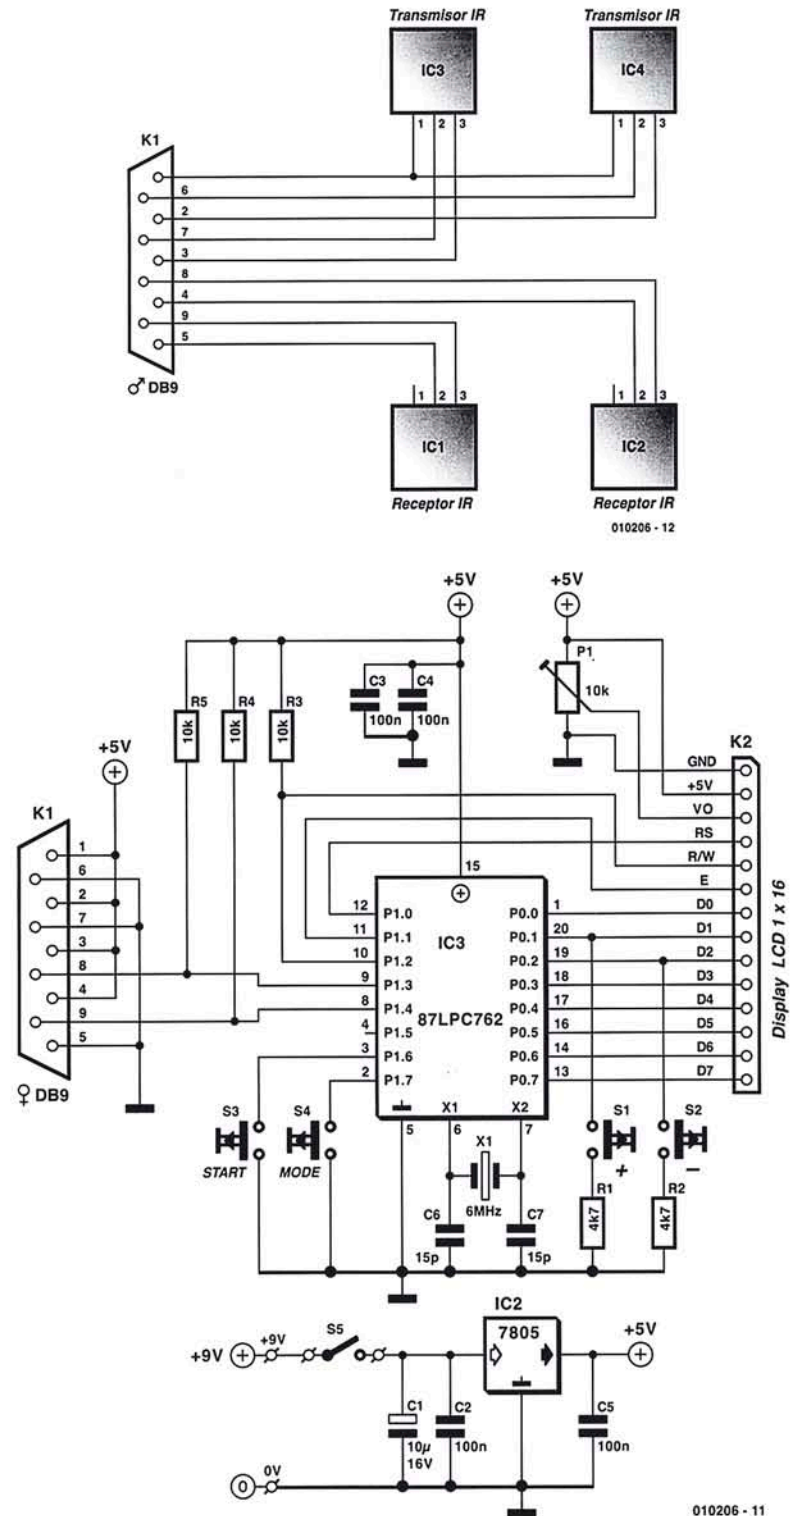 Transmisor IR
Transmisor IR
IC3
IC4
1 2 3
1 2 3
K1
6
2
7
3
8
4
9
5
♂ DB9
1 2 3
1 2 3
IC1
IC2
Receptor IR
Receptor IR
010206 - 12
+5V
+5V
P1
10k
C3
C4
100n
100n
R5
R4
R3
10k
10k
10k
+5V
K1
1
6
2
7
3
8
4
9
5
♀ DB9
K2
GND
+5V
VO
RS
R/W
E
D0
D1
D2
D3
D4
D5
D6
D7
Display LCD 1 x 16
15
12 P1.0 P0.0 1
11 P1.1 P0.1 20
10 P1.2 P0.2 19
9 P1.3 P0.3 18
8 P1.4 P0.4 17
4 P1.5 P0.5 16
3 P1.6 P0.6 14
2 P1.7 P0.7 13
IC3
87LPC762
X1 X2
5 6 7
S3
START
S4
MODE
X1
6MHz
C6
15p
C7
15p
S1
+
S2
–
R1
4k7
R2
4k7
IC2
7805
+9V
+9V
S5
+5V
C1
10µ
16V
C2
100n
C5
100n
0
0V
010206 - 11